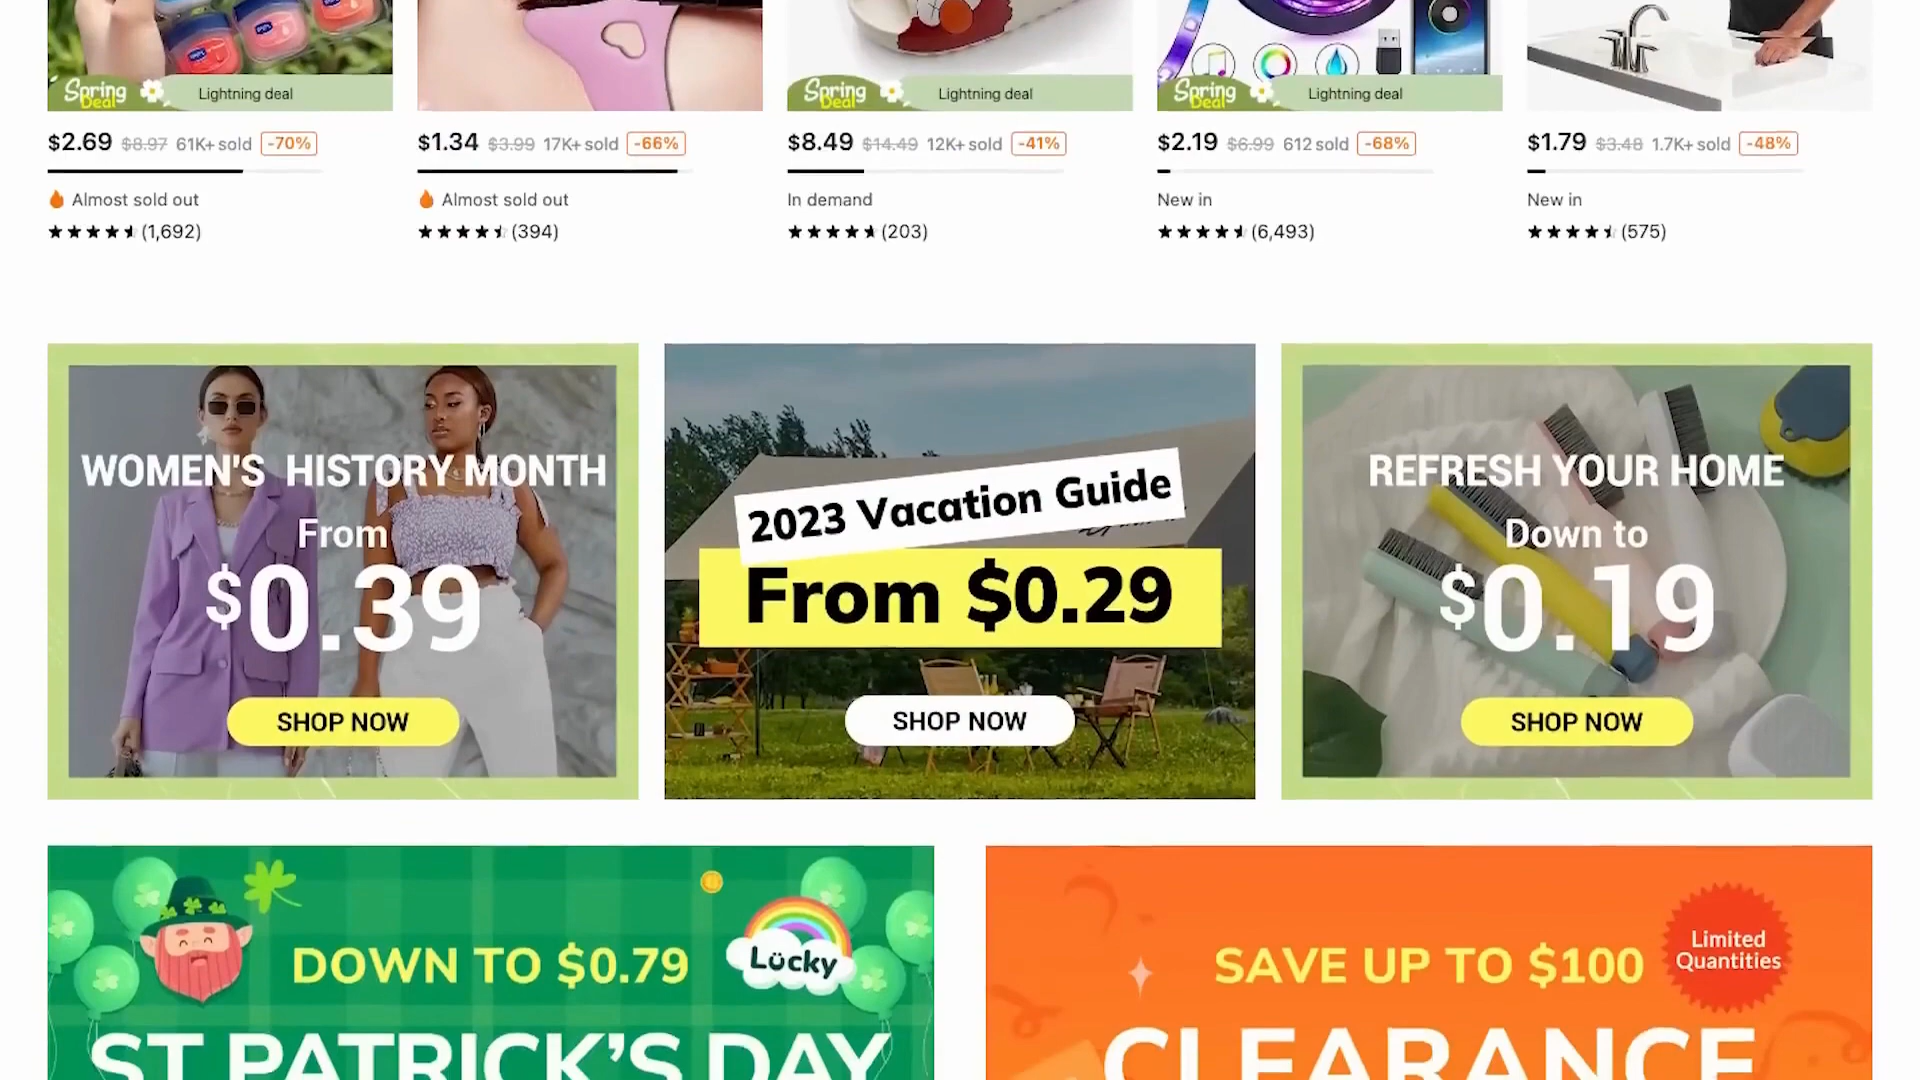 Spring Deal Lightning deal
Spring Deal Lightning deal
Spring Deal Lightning deal
$2.69 $8.97 61K+ sold -70%
$1.34 $3.99 17K+ sold -66%
$8.49 $14.49 12K+ sold -41%
$2.19 $6.99 612 sold -68%
$1.79 $3.48 1.7K+ sold -48%
Almost sold out
Almost sold out
In demand
New in
New in
(1,692)
(394)
(203)
(6,493)
(575)
WOMEN'S HISTORY MONTH
From
$0.39
SHOP NOW
2023 Vacation Guide
From $0.29
SHOP NOW
REFRESH YOUR HOME
Down to
$0.19
SHOP NOW
DOWN TO $0.79
Lucky
ST PATRICK'S DAY
SAVE UP TO $100
Limited
Quantities
CLEARANCE